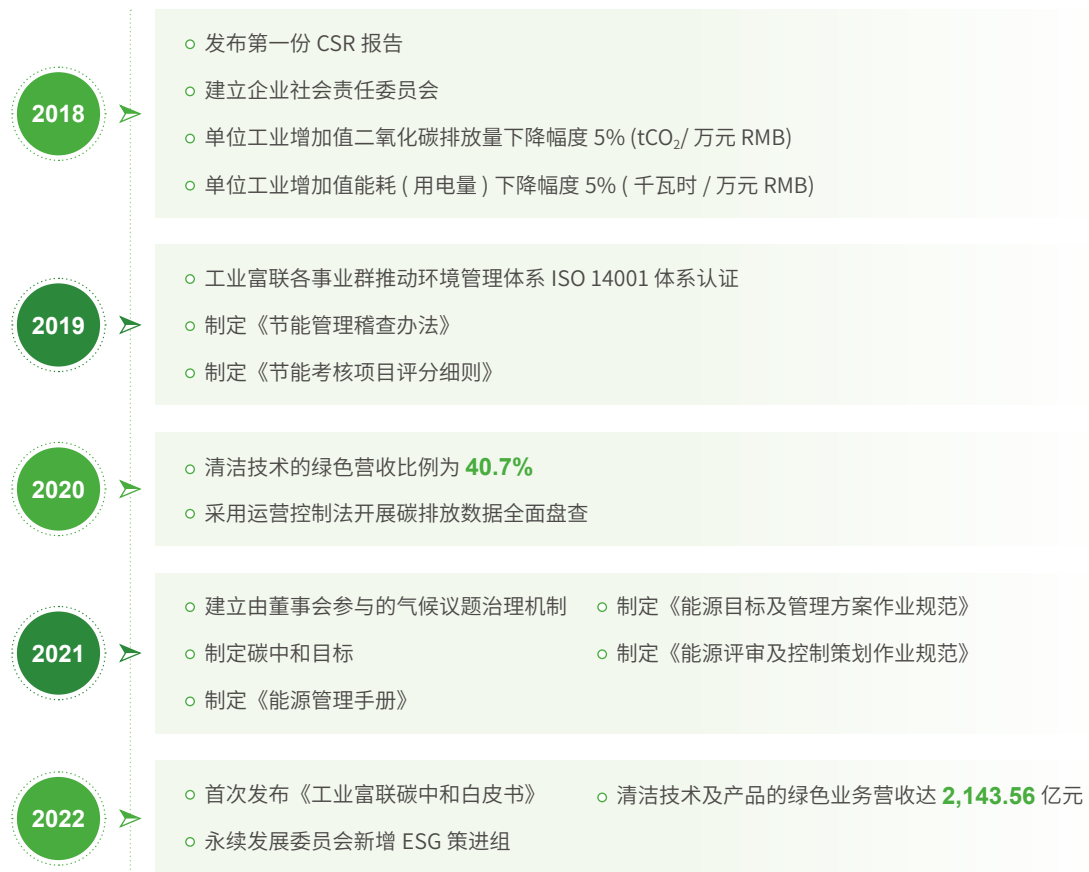 2018
发布第一份 CSR 报告
建立企业社会责任委员会
单位工业增加值二氧化碳排放量下降幅度 5% (tCO₂/ 万元 RMB)
单位工业增加值能耗 ( 用电量 ) 下降幅度 5% ( 千瓦时 / 万元 RMB)
2019
工业富联各事业群推动环境管理体系 ISO 14001 体系认证
制定《节能管理稽查办法》
制定《节能考核项目评分细则》
2020
清洁技术的绿色营收比例为 40.7%
采用运营控制法开展碳排放数据全面盘查
2021
建立由董事会参与的气候议题治理机制
制定碳中和目标
制定《能源管理手册》
制定《能源目标及管理方案作业规范》
制定《能源评审及控制策划作业规范》
2022
首次发布《工业富联碳中和白皮书》
永续发展委员会新增 ESG 策进组
清洁技术及产品的绿色业务营收达 2,143.56 亿元